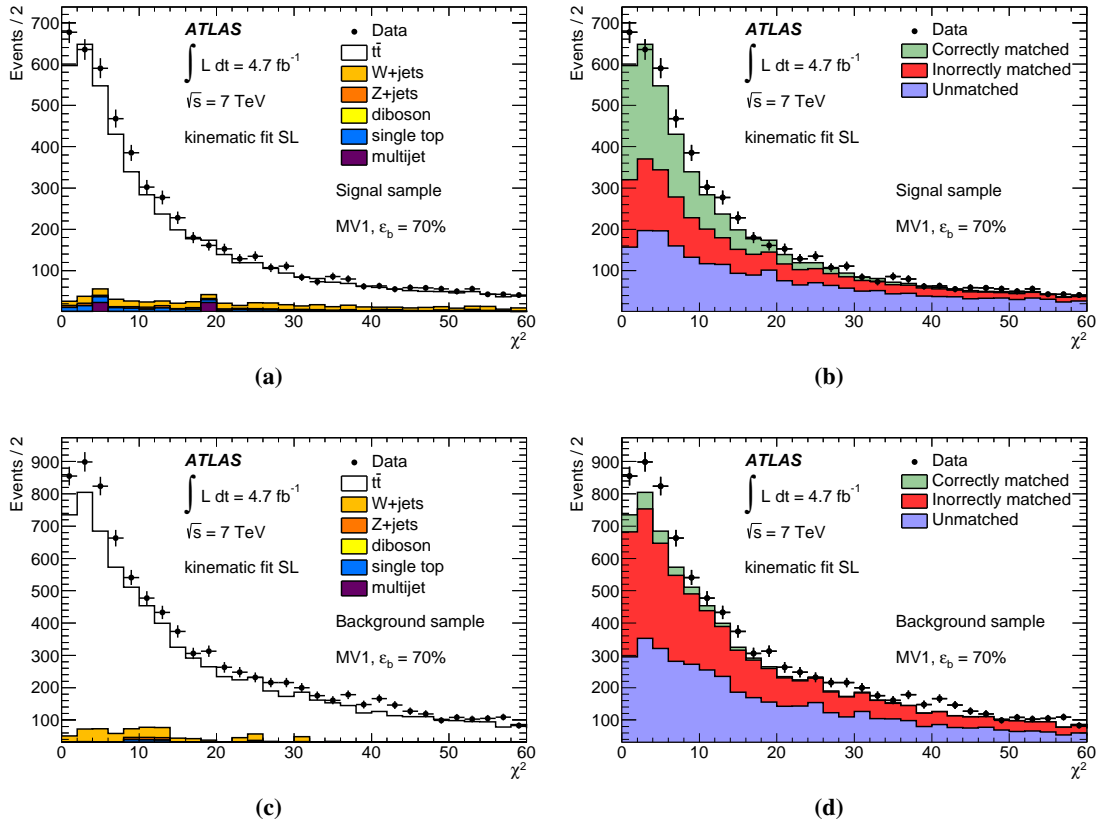 Events / 2
700
600
500
400
300
200
100
0 10 20 30 40 50 60
χ²
ATLAS
∫ L dt = 4.7 fb⁻¹
√s = 7 TeV
kinematic fit SL
Data
tt̄
W+jets
Z+jets
diboson
single top
multijet
Signal sample
MV1, ε_b = 70%
(a)
Events / 2
700
600
500
400
300
200
100
0 10 20 30 40 50 60
χ²
ATLAS
∫ L dt = 4.7 fb⁻¹
√s = 7 TeV
kinematic fit SL
Data
Correctly matched
Inorrectly matched
Unmatched
Signal sample
MV1, ε_b = 70%
(b)
Events / 2
900
800
700
600
500
400
300
200
100
0 10 20 30 40 50 60
χ²
ATLAS
∫ L dt = 4.7 fb⁻¹
√s = 7 TeV
kinematic fit SL
Data
tt̄
W+jets
Z+jets
diboson
single top
multijet
Background sample
MV1, ε_b = 70%
(c)
Events / 2
900
800
700
600
500
400
300
200
100
0 10 20 30 40 50 60
χ²
ATLAS
∫ L dt = 4.7 fb⁻¹
√s = 7 TeV
kinematic fit SL
Data
Correctly matched
Inorrectly matched
Unmatched
Background sample
MV1, ε_b = 70%
(d)